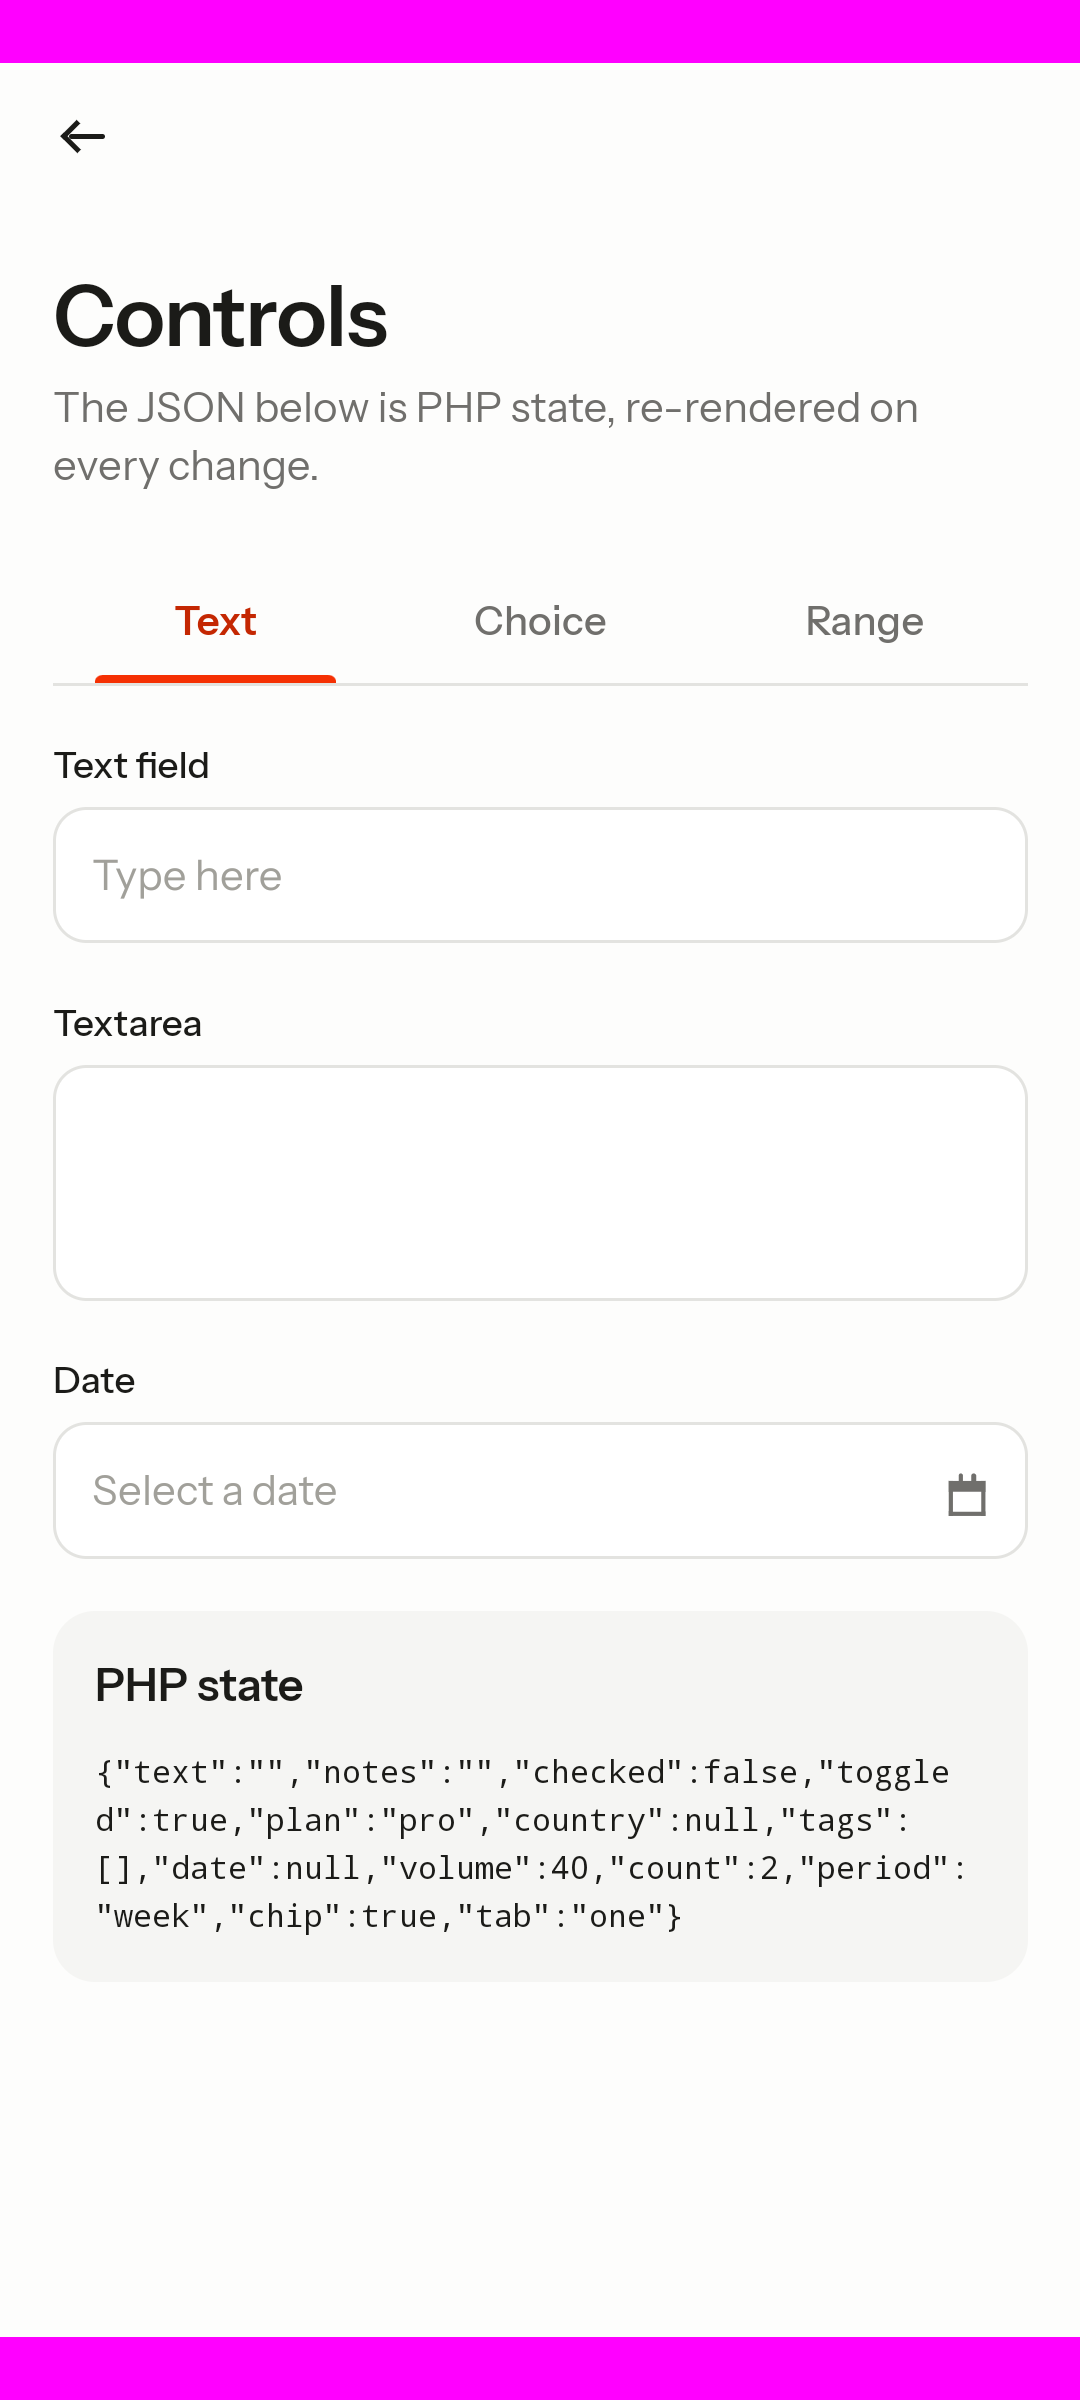 Controls
The JSON below is PHP state, re-rendered on
every change.
Text Choice Range
Text field
Type here
Textarea
Date
Select a date
PHP state
{"text":"","notes":"","checked":false,"toggle
d":true,"plan":"pro","country":null,"tags":
[],"date":null,"volume":40,"count":2,"period":
"week","chip":true,"tab":"one"}